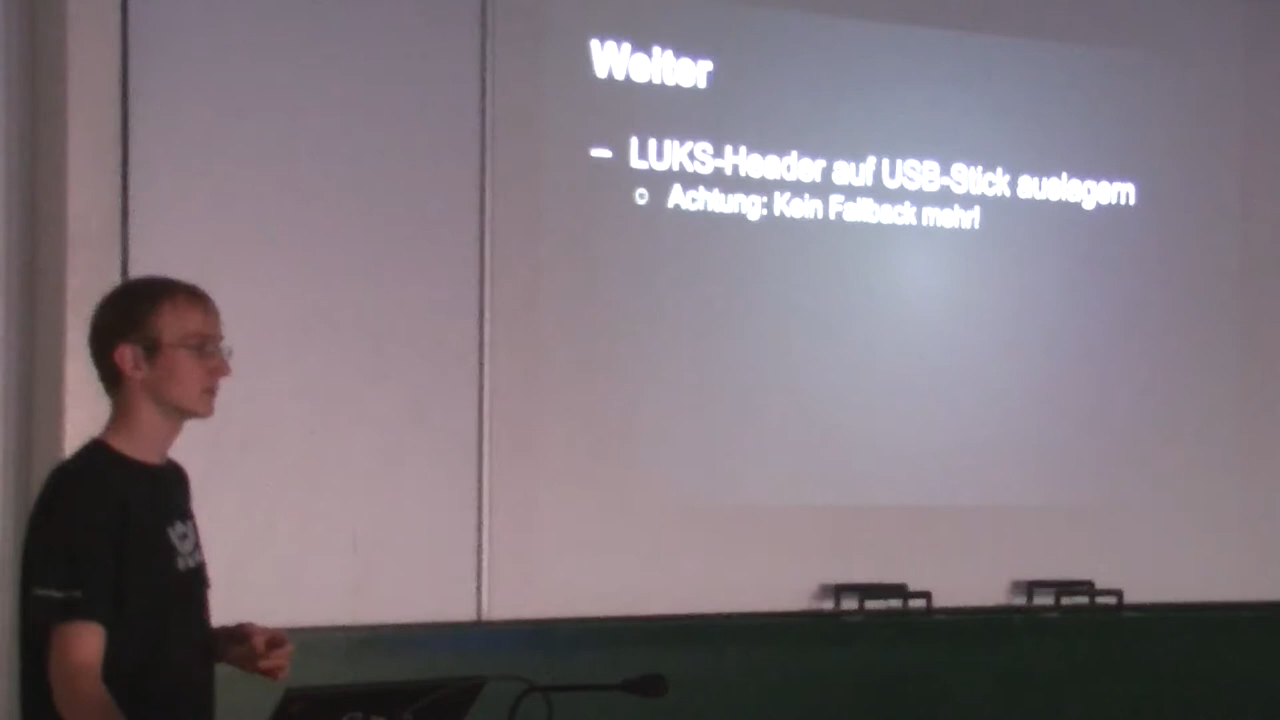 Weiter
– LUKS-Header auf USB-Stick auslagern
○ Achtung: Kein Fallback mehr!